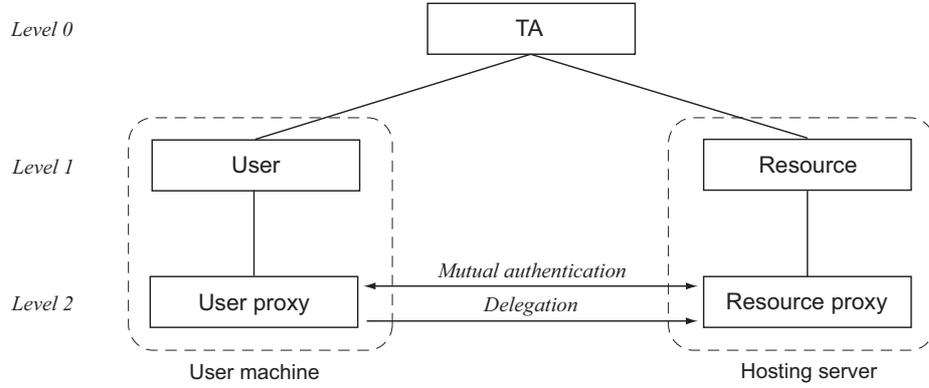 Level 0
TA
Level 1
User
Resource
Mutual authentication
Level 2
User proxy
Delegation
Resource proxy
User machine
Hosting server